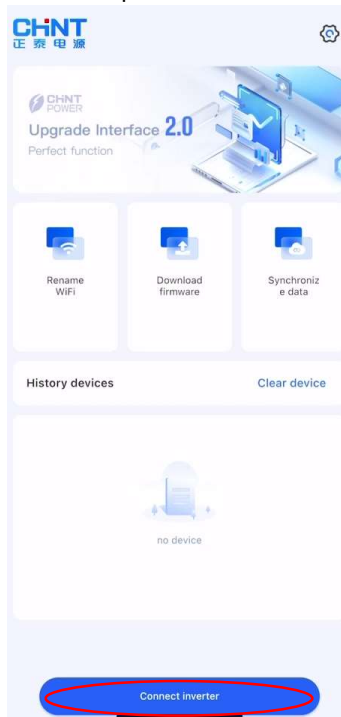 CHNT
正泰电源
CHNT
POWER
Upgrade Interface 2.0
Perfect function
Rename
WiFi
Download
firmware
Synchroniz
e data
History devices
Clear device
no device
Connect inverter